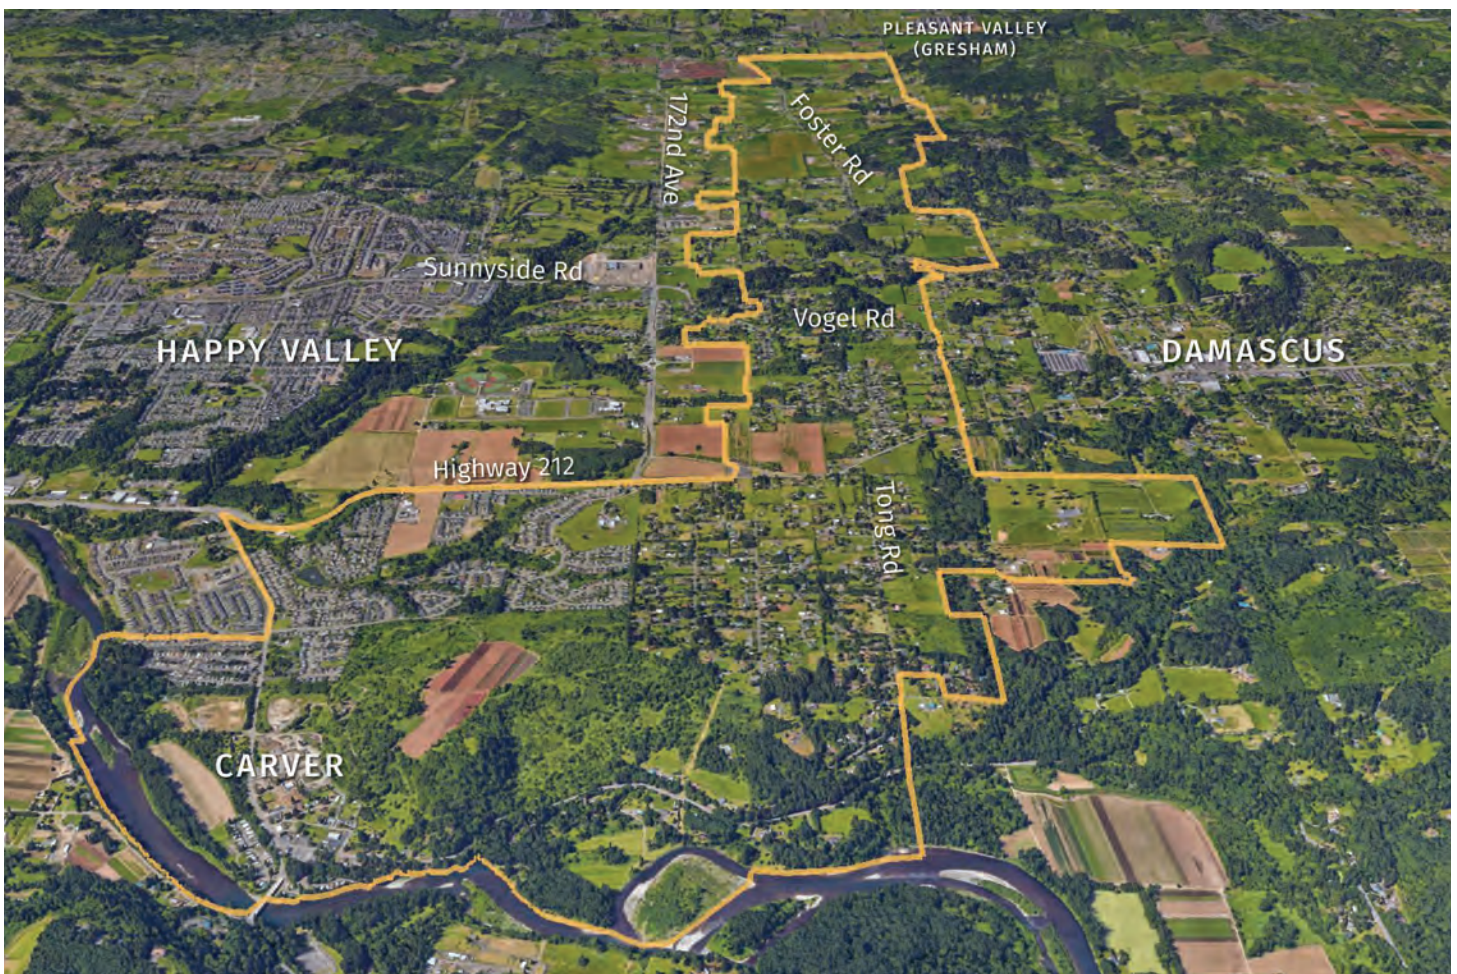 PLEASANT VALLEY
(GRESHAM)
172nd Ave
Foster Rd
Sunnyside Rd
Vogel Rd
HAPPY VALLEY
DAMASCUS
Highway 212
Tong Rd
CARVER